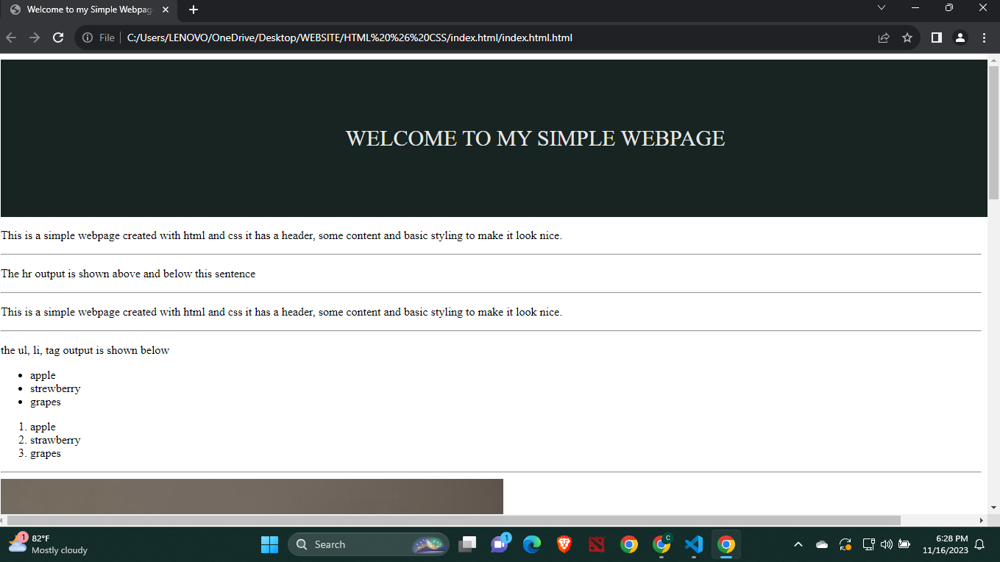 Welcome to my Simple Webpag
File
C:/Users/LENOVO/OneDrive/Desktop/WEBSITE/HTML%20%26%20CSS/index.html/index.html.html
WELCOME TO MY SIMPLE WEBPAGE
This is a simple webpage created with html and css it has a header, some content and basic styling to make it look nice.
The hr output is shown above and below this sentence
This is a simple webpage created with html and css it has a header, some content and basic styling to make it look nice.
the ul, li, tag output is shown below
• apple
• strewberry
• grapes
1. apple
2. strawberry
3. grapes
1
82°F
Mostly cloudy
Search
1
C
6:28 PM
11/16/2023